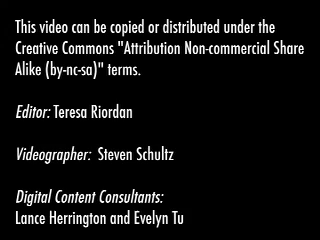 This video can be copied or distributed under the
Creative Commons "Attribution Non-commercial Share
Alike (by-nc-sa)" terms.
Editor: Teresa Riordan
Videographer: Steven Schultz
Digital Content Consultants:
Lance Herrington and Evelyn Tu